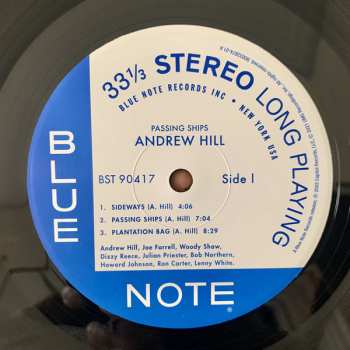 33⅓ STEREO LONG PLAYING
BLUE NOTE RECORDS INC • NEW YORK USA
PASSING SHIPS
ANDREW HILL
BST 90417
Side I
1. SIDEWAYS (A. Hill) 4:06
2. PASSING SHIPS (A. Hill) 7:04
3. PLANTATION BAG (A. Hill) 8:29
Andrew Hill, Joe Farrell, Woody Shaw,
Dizzy Reece, Julian Priester, Bob Northern,
Howard Johnson, Ron Carter, Lenny White.
BLUE
NOTE
®